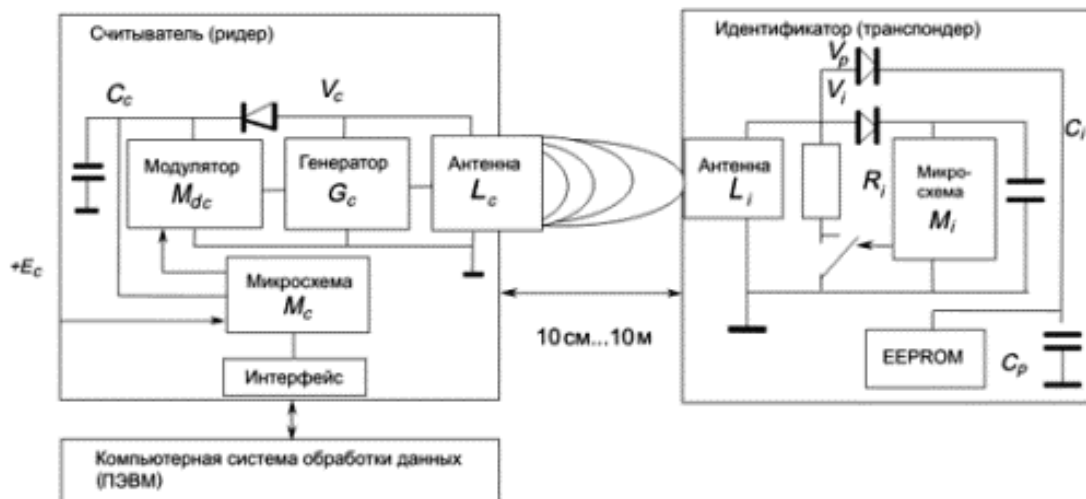 Считыватель (ридер)
C_c
V_c
Модулятор
M_dc
Генератор
G_c
Антенна
L_c
+E_c
Микросхема
M_c
Интерфейс
Компьютерная система обработки данных
(ПЭВМ)
10 см...10 м
Идентификатор (транспондер)
V_p
V_i
C_i
Антенна
L_i
R_i
Микро-
схема
M_i
EEPROM
C_p